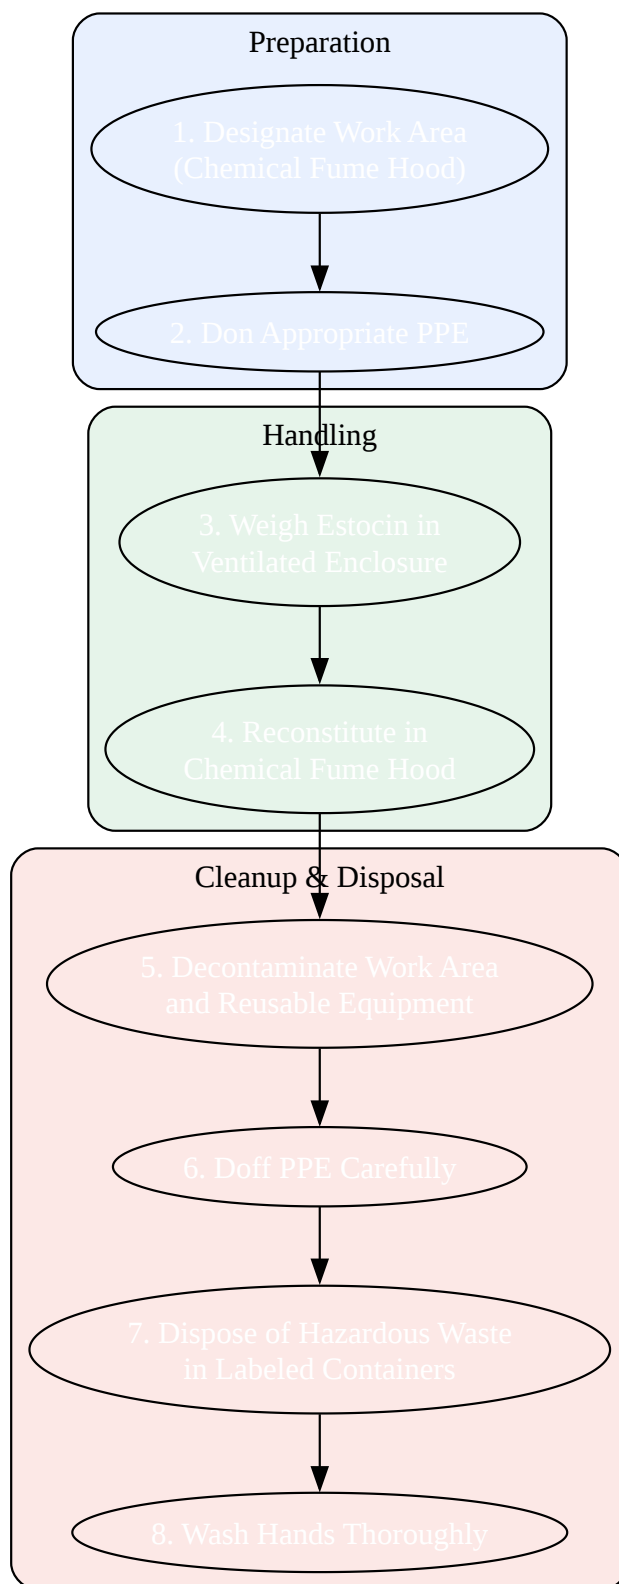 Preparation
1. Designate Work Area
(Chemical Fume Hood)
2. Don Appropriate PPE
Handling
3. Weigh Estocin in
Ventilated Enclosure
4. Reconstitute in
Chemical Fume Hood
Cleanup & Disposal
5. Decontaminate Work Area
and Reusable Equipment
6. Doff PPE Carefully
7. Dispose of Hazardous Waste
in Labeled Containers
8. Wash Hands Thoroughly